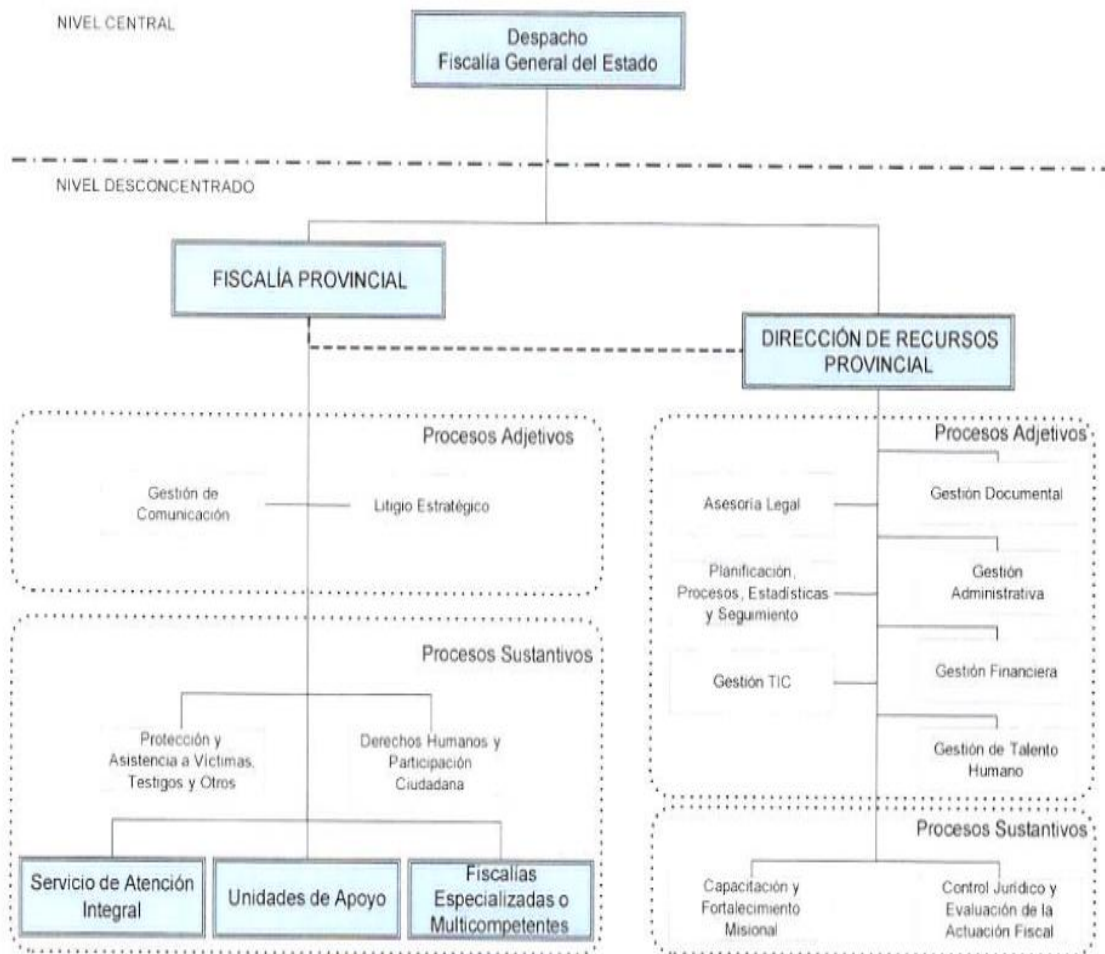 NIVEL CENTRAL
Despacho
Fiscalía General del Estado
NIVEL DESCONCENTRADO
FISCALÍA PROVINCIAL
DIRECCIÓN DE RECURSOS
PROVINCIAL
Procesos Adjetivos
Gestión de
Comunicación
Litigio Estratégico
Procesos Sustantivos
Protección y
Asistencia a Víctimas,
Testigos y Otros
Derechos Humanos y
Participación
Ciudadana
Servicio de Atención
Integral
Unidades de Apoyo
Fiscalías
Especializadas o
Multicompetentes
Procesos Adjetivos
Asesoría Legal
Gestión Documental
Planificación,
Procesos, Estadísticas
y Seguimiento
Gestión
Administrativa
Gestión TIC
Gestión Financiera
Gestión de Talento
Humano
Procesos Sustantivos
Capacitación y
Fortalecimiento
Misional
Control Jurídico y
Evaluación de la
Actuación Fiscal